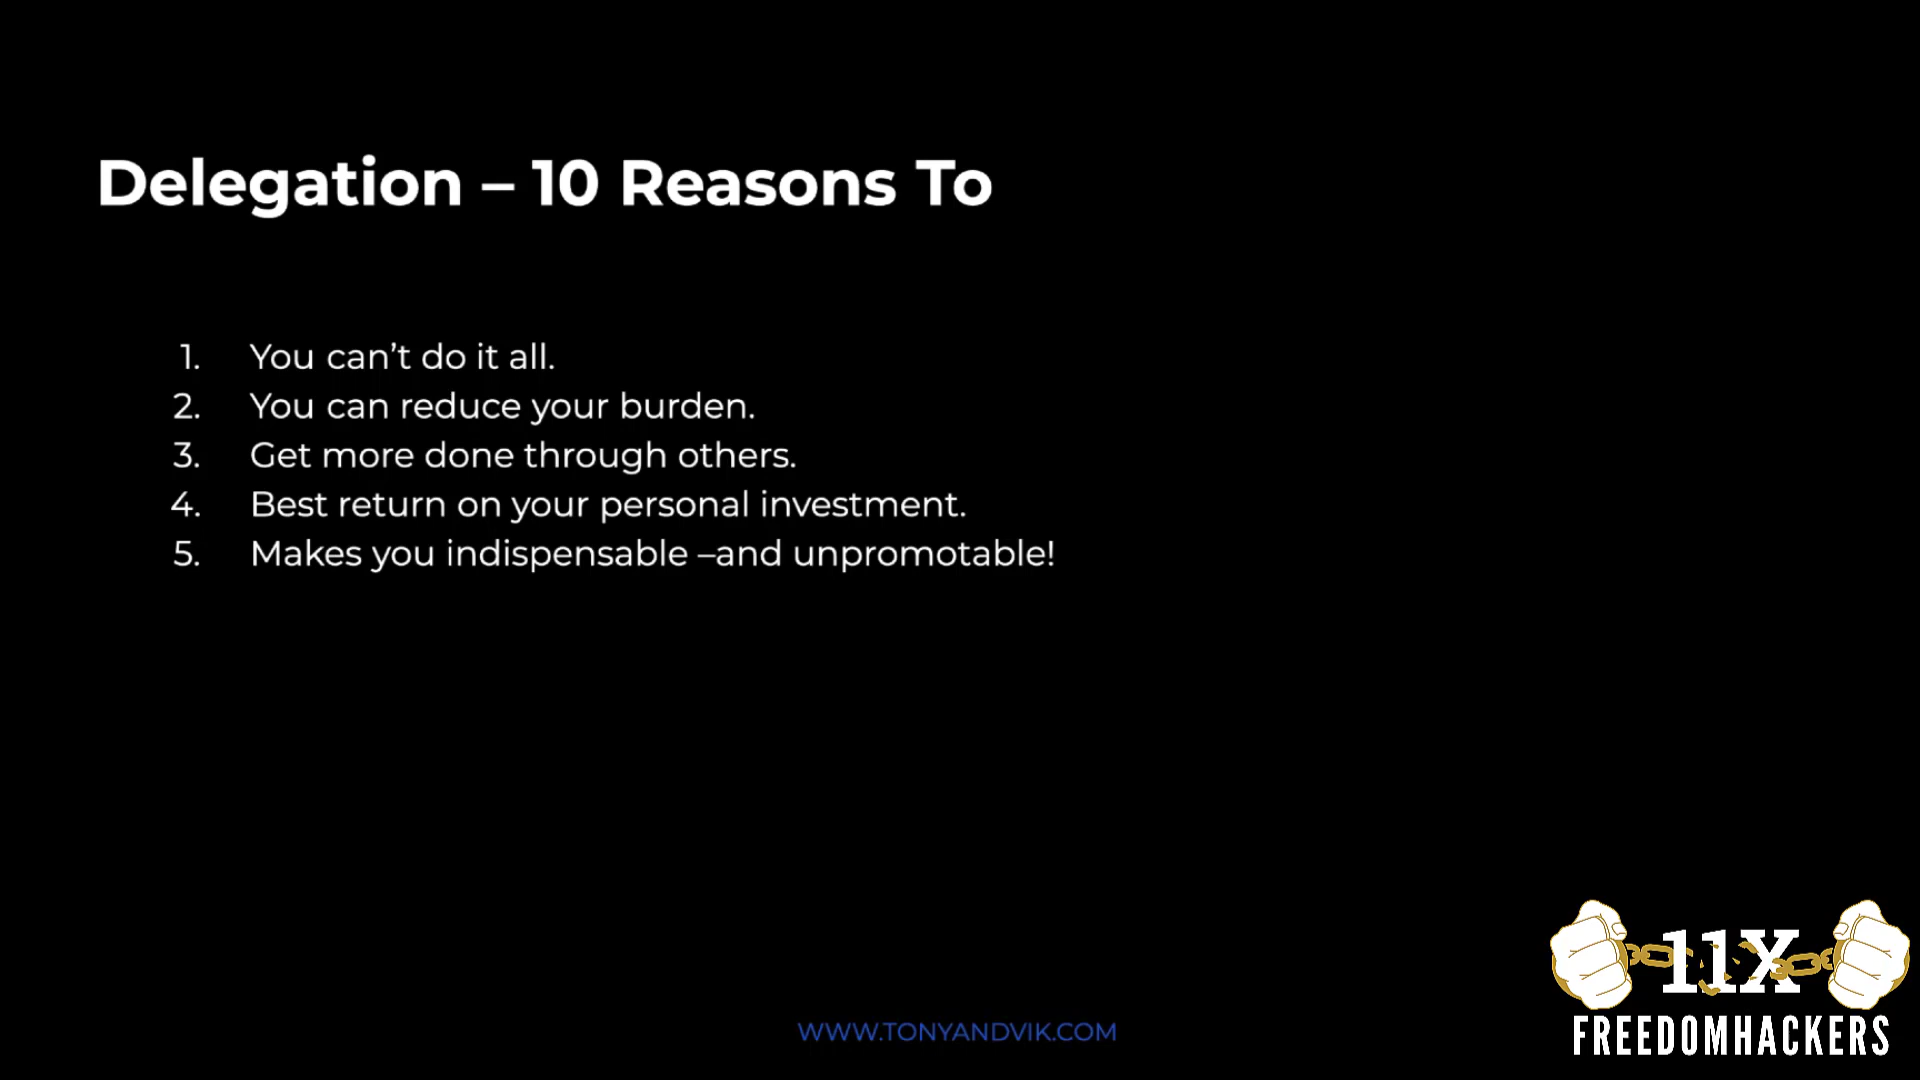 Delegation – 10 Reasons To
1. You can’t do it all.
2. You can reduce your burden.
3. Get more done through others.
4. Best return on your personal investment.
5. Makes you indispensable –and unpromotable!
11X
FREEDOMHACKERS
WWW.TONYANDVIK.COM